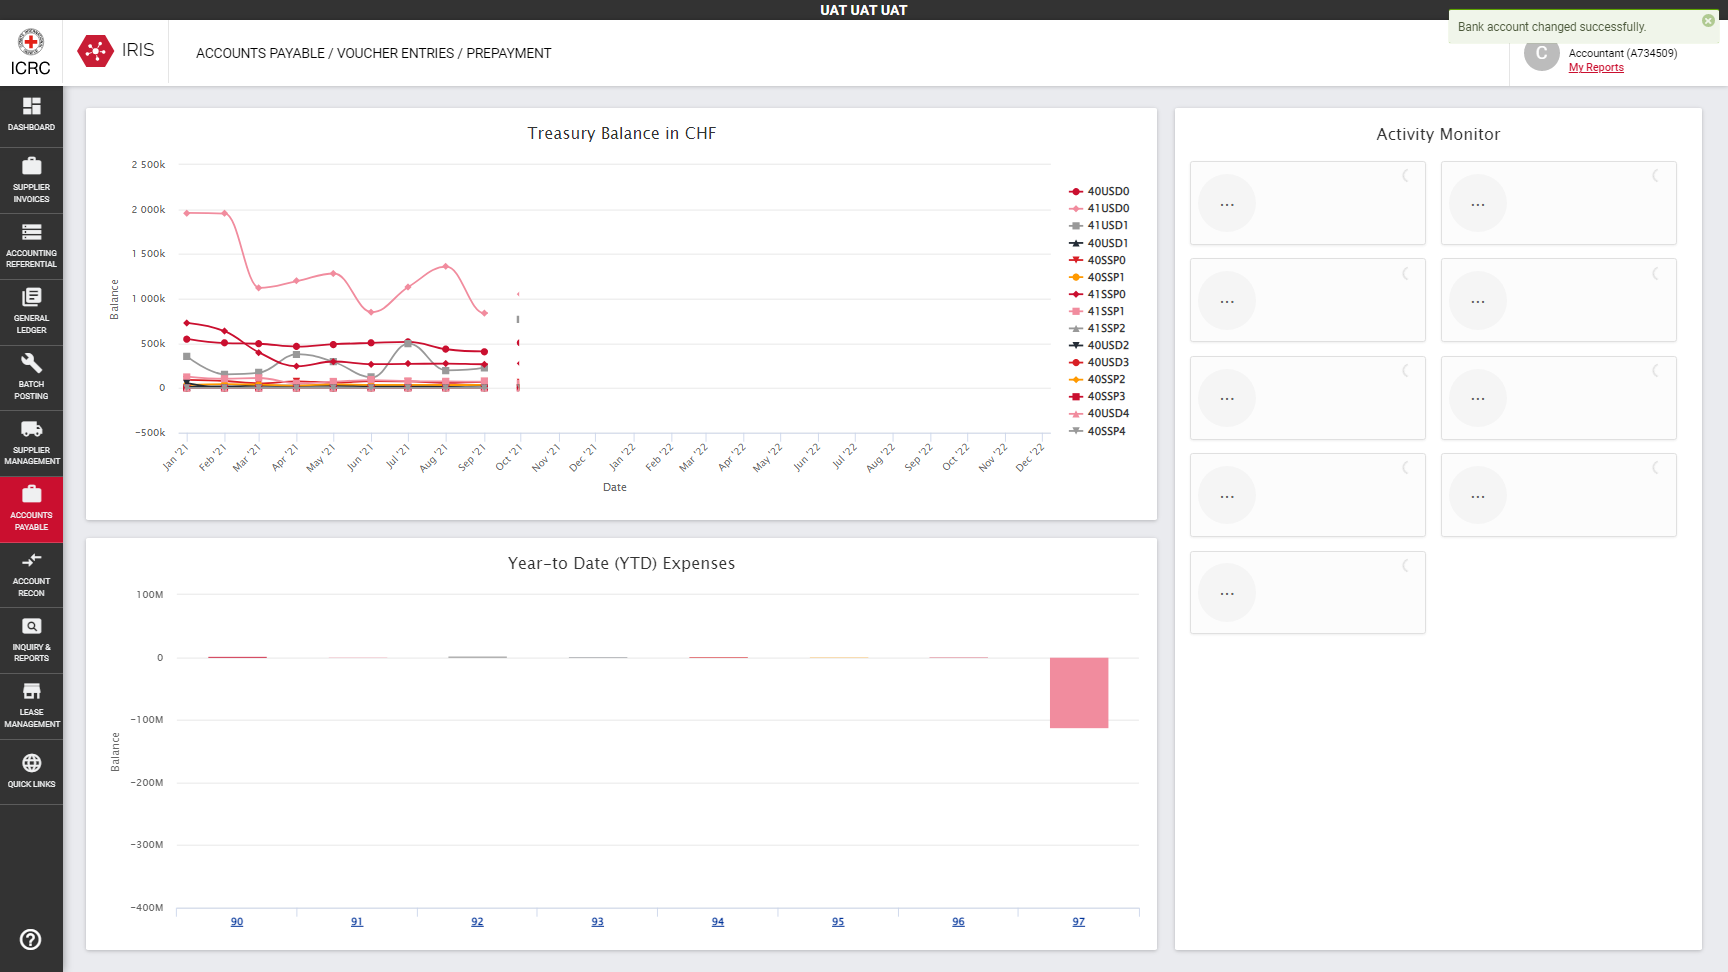 UAT UAT UAT
ICRC
IRIS
ACCOUNTS PAYABLE / VOUCHER ENTRIES / PREPAYMENT
Bank account changed successfully.
C
Accountant (A734509)
My Reports
DASHBOARD
SUPPLIER
INVOICES
ACCOUNTING
REFERENTIAL
GENERAL
LEDGER
BATCH
POSTING
SUPPLIER
MANAGEMENT
ACCOUNTS
PAYABLE
ACCOUNT
RECON
INQUIRY &
REPORTS
LEASE
MANAGEMENT
QUICK LINKS
Treasury Balance in CHF
Balance
2 500k
2 000k
1 500k
1 000k
500k
0
-500k
Jan '21
Feb '21
Mar '21
Apr '21
May '21
Jun '21
Jul '21
Aug '21
Sep '21
Oct '21
Nov '21
Dec '21
Jan '22
Feb '22
Mar '22
Apr '22
May '22
Jun '22
Jul '22
Aug '22
Sep '22
Oct '22
Nov '22
Dec '22
Date
40USD0
41USD0
41USD1
40USD1
40SSP0
40SSP1
41SSP0
41SSP1
41SSP2
40USD2
40USD3
40SSP2
40SSP3
40USD4
40SSP4
Year-to Date (YTD) Expenses
Balance
100M
0
-100M
-200M
-300M
-400M
90 91 92 93 94 95 96 97
Activity Monitor
... ...
... ...
... ...
... ...
...